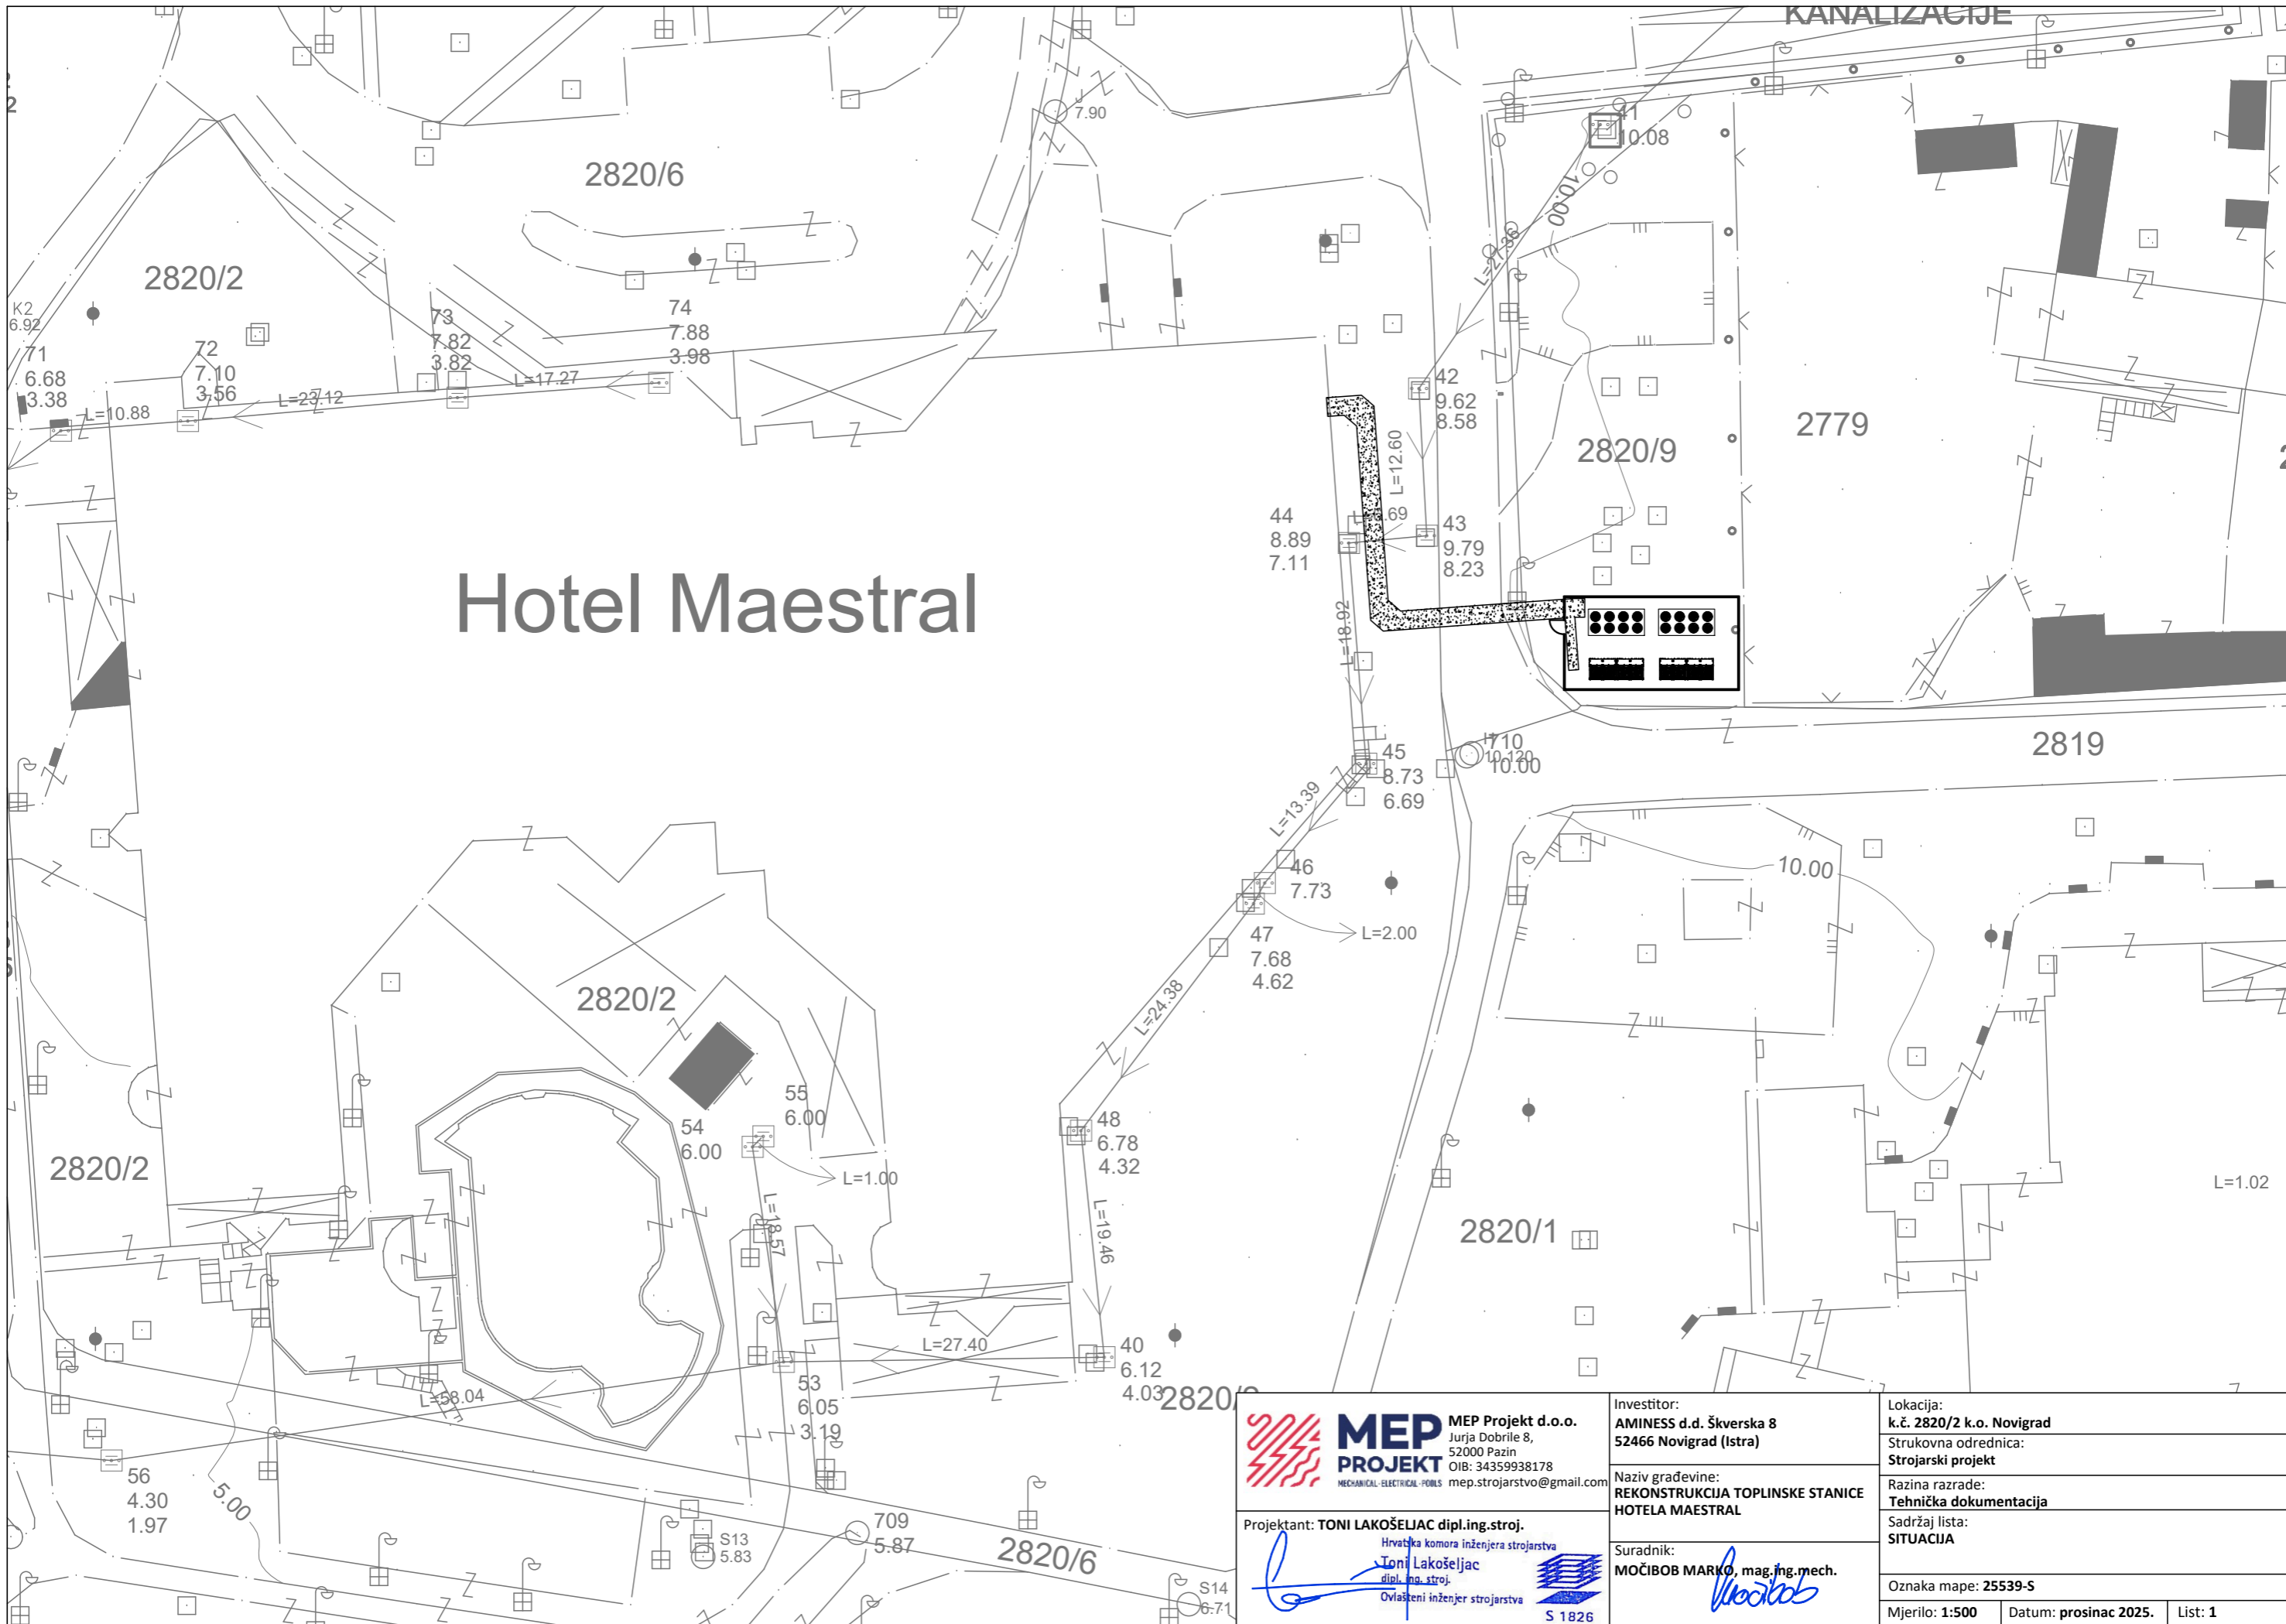 KANALIZACIJE
J
7.90
41
10.08
2820/6
10.00
L=27.36
2820/2
K2
6.92
71
6.68
3.38
72
7.10
3.56
73
7.82
3.82
74
7.88
3.98
L=10.88
L=23.12
L=17.27
42
9.62
8.58
2820/9
2779
L=12.60
44
8.89
7.11
43
9.79
8.23
Hotel Maestral
L=18.92
45
8.73
6.69
710
10.00
2819
L=13.39
46
7.73
10.00
47
7.68
4.62
L=2.00
2820/2
L=24.38
55
6.00
54
6.00
48
6.78
4.32
2820/2
L=1.00
L=1.02
L=18.57
L=19.46
2820/1
L=27.40
40
6.12
4.03
53
6.05
3.19
L=58.04
56
4.30
1.97
5.00
S13
5.83
709
5.87
2820/6
S14
6.71
MEP
PROJEKT
MECHANICAL-ELECTRICAL-POOLS
MEP Projekt d.o.o.
Jurja Dobrile 8,
52000 Pazin
OIB: 34359938178
mep.strojarstvo@gmail.com
Projektant: TONI LAKOŠELJAC dipl.ing.stroj.
Hrvatska komora inženjera strojarstva
Toni Lakošeljac
dipl. ing. stroj.
Ovlašteni inženjer strojarstva
S 1826
Investitor:
AMINESS d.d. Škverska 8
52466 Novigrad (Istra)
Naziv građevine:
REKONSTRUKCIJA TOPLINSKE STANICE
HOTELA MAESTRAL
Suradnik:
MOČIBOB MARKO, mag.ing.mech.
Lokacija:
k.č. 2820/2 k.o. Novigrad
Strukovna odrednica:
Strojarski projekt
Razina razrade:
Tehnička dokumentacija
Sadržaj lista:
SITUACIJA
Oznaka mape: 25539-S
Mjerilo: 1:500
Datum: prosinac 2025.
List: 1